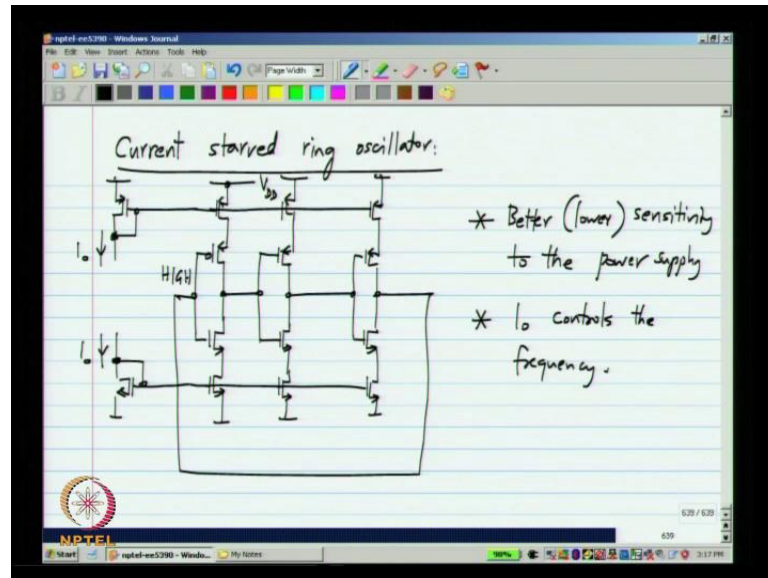 nptel-ee5390 - Windows Journal
File Edit View Insert Actions Tools Help
Page Width
B I
Current starved ring oscillator:
VDD
I₀
HIGH
I₀
* Better (lower) sensitivity
to the power supply
* I₀ controls the
frequency.
NPTEL
639 / 639
639
Start
nptel-ee5390 - Windo...
My Notes
98%
3:17 PM